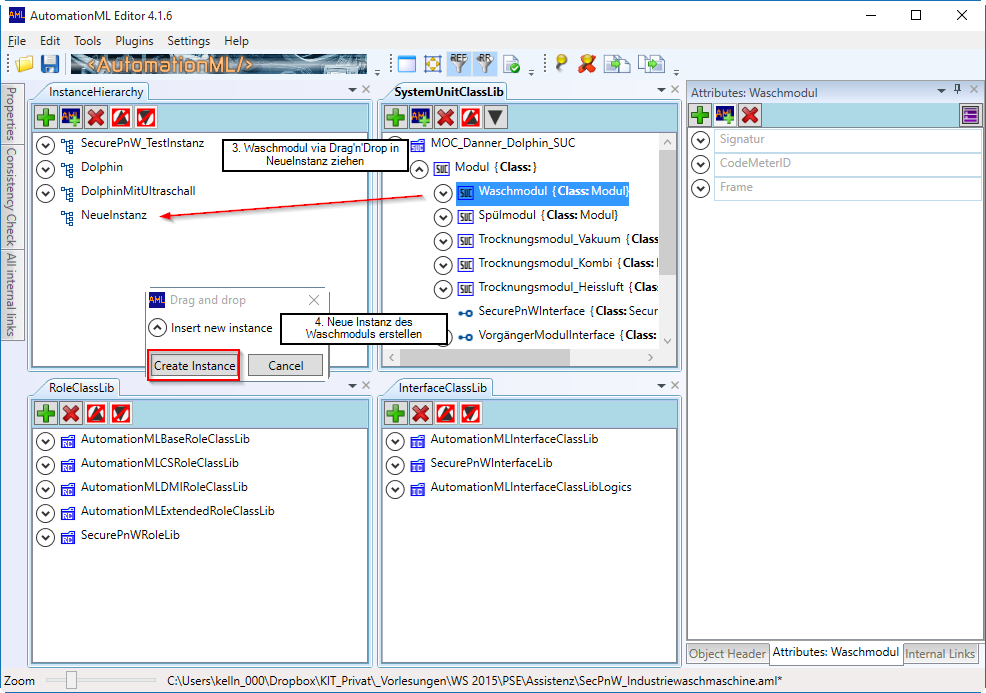 AutomationML Editor 4.1.6
File Edit Tools Plugins Settings Help
<AutomationML/>
Properties
Consistency Check
All internal links
InstanceHierarchy
SecurePnW_TestInstanz
Dolphin
DolphinMitUltraschall
NeueInstanz
3. Waschmodul via Drag'n'Drop in
NeueInstanz ziehen
AML Drag and drop
Insert new instance
Create Instance Cancel
4. Neue Instanz des
Waschmoduls erstellen
SystemUnitClassLib
MOC_Danner_Dolphin_SUC
Modul {Class:}
Waschmodul {Class: Modul}
Spülmodul {Class: Modul}
Trocknungsmodul_Vakuum {Class
Trocknungsmodul_Kombi {Class:
Trocknungsmodul_Heissluft {Clas
SecurePnWInterface {Class: Secur
VorgängerModulInterface {Class:
Attributes: Waschmodul
Signatur
CodeMeterID
Frame
RoleClassLib
AutomationMLBaseRoleClassLib
AutomationMLCSRoleClassLib
AutomationMLDMIRoleClassLib
AutomationMLExtendedRoleClassLib
SecurePnWRoleLib
InterfaceClassLib
AutomationMLInterfaceClassLib
SecurePnWInterfaceLib
AutomationMLInterfaceClassLibLogics
Object Header Attributes: Waschmodul Internal Links
Zoom C:\Users\kelln_000\Dropbox\KIT_Privat\_Vorlesungen\WS 2015\PSE\Assistenz\SecPnW_Industriewaschmaschine.aml*